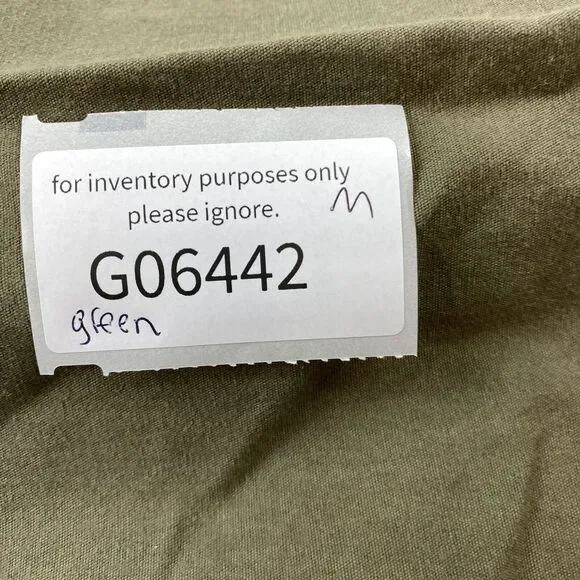 for inventory purposes only
please ignore. M
G06442
green